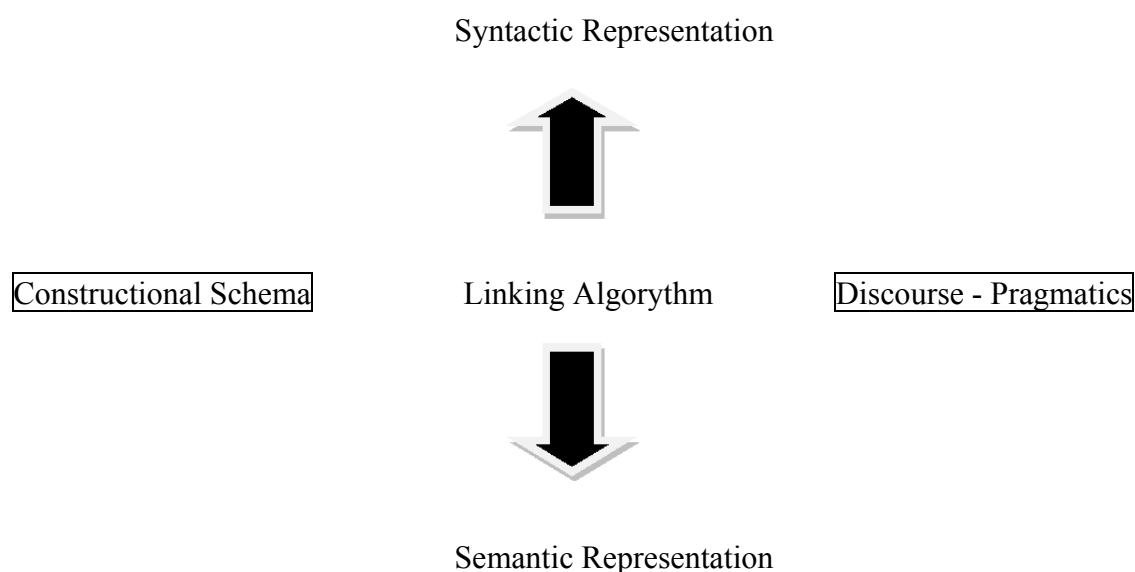 Syntactic Representation
Constructional Schema Linking Algorythm Discourse - Pragmatics
Semantic Representation